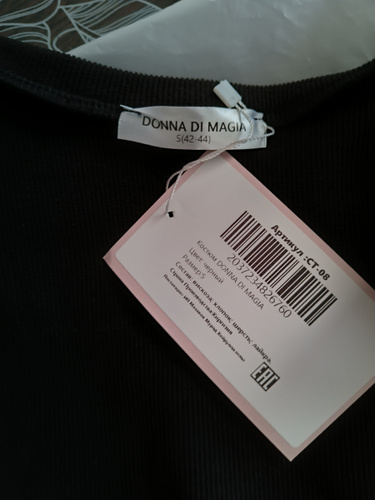 DONNA DI MAGIA
S(42-44)
Артикул :СТ-08
2037234826760
Костюм DONNA DI MAGIA
Цвет: черный
Размер:S
Состав: вискоза, хлопок, шерсть, лайкра.
Страна Производства:Киргизия
EAC